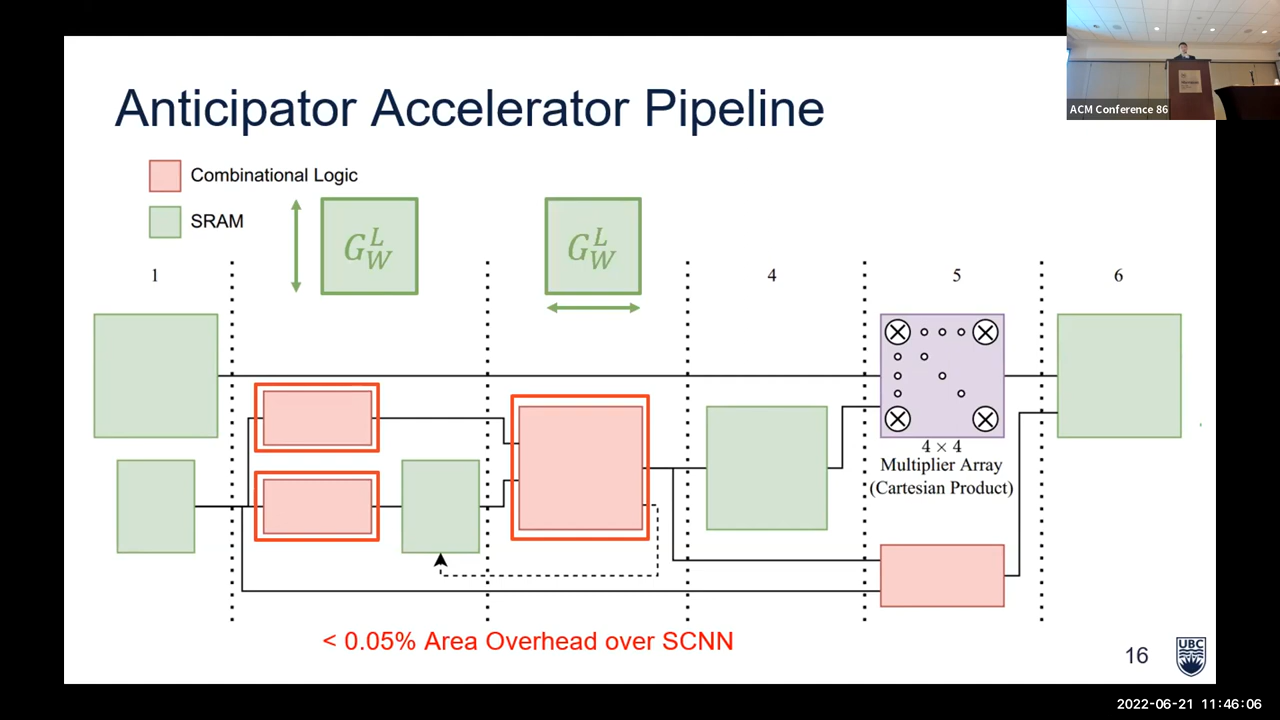 ACM Conference 86
Anticipator Accelerator Pipeline
Combinational Logic
SRAM
G_W^L
G_W^L
1
4
5
6
4 × 4
Multiplier Array
(Cartesian Product)
< 0.05% Area Overhead over SCNN
16
UBC
2022-06-21 11:46:06